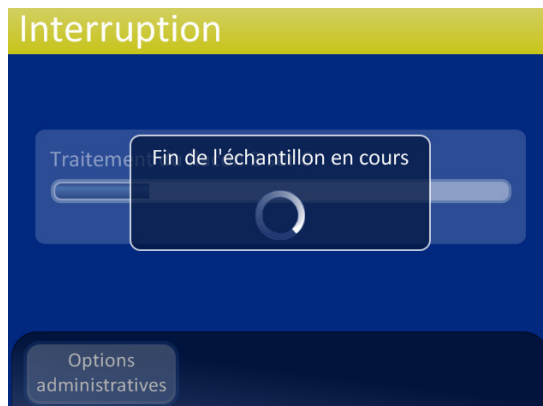 Interruption
Traitement
Fin de l'échantillon en cours
Options
administratives